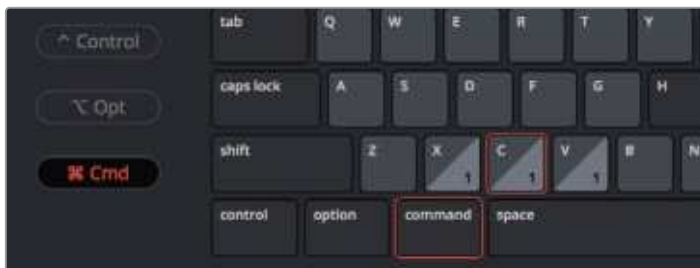 ^ Control
⌥ Opt
⌘ Cmd
tab Q W E R T Y
caps lock A S D F G H
shift Z X 1 C 1 V 1 B N
control option command space